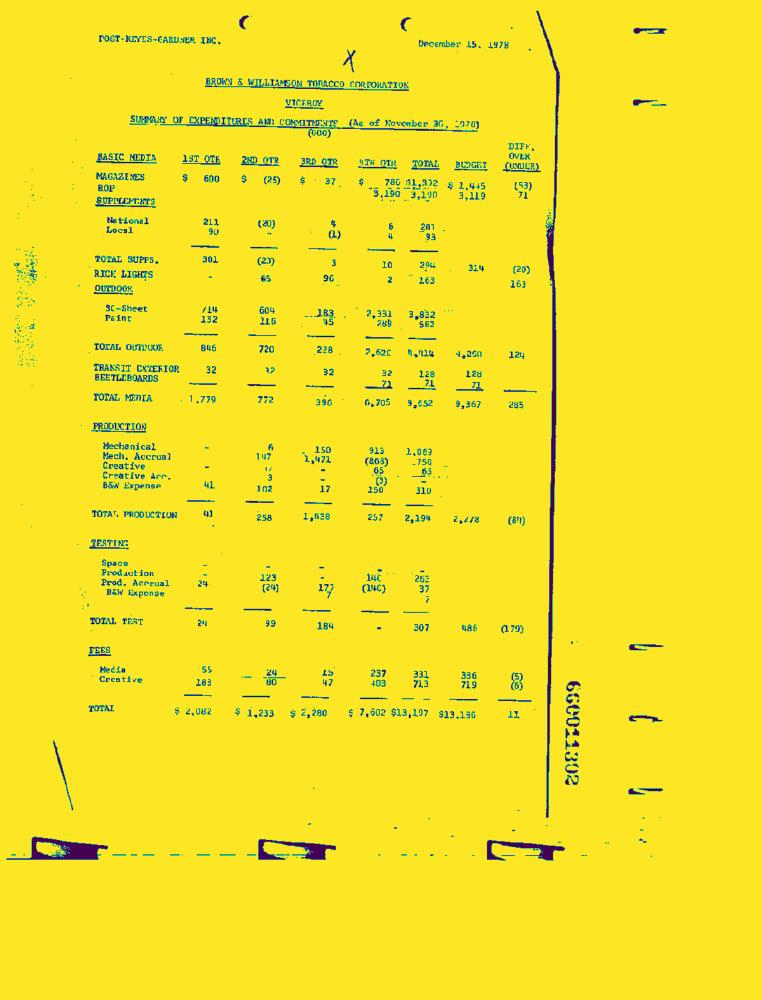 POST-KEYES-GARDNER INC.
December 15, 1978
X
BROWN & WILLIAMSON TOBACCO CORPORATION
VICEROY
SUMMARY OF EXPENDITURES AND COMMITMENTS (As of November 30, 1978)
(000)
DIFF.
OVER
BASIC MEDIA 1ST QTR 2ND QTR 3RD QTR 4TH QTR TOTAL BUDGET (UNDER)
MAGAZINES $ 600 $ (25) $ 37 $ 780 $ 1,445 (53)
ROP 3,190 3,190 3,119 71
SUPPLEMENTS
National 211 (20) 4 6 201
Local 90 - (1) 4 93
TOTAL SUPPS. 301 (20) 3 10 294 314 (20)
RICH LIGHTS - 65 96 2 163 163
OUTDOOR
30-Sheet 714 604 183 2,331 3,832
Paint 132 116 45 289 582
TOTAL OUTDOOR 846 720 228 2,620 4,414 4,290 124
TRANSIT EXTERIOR 32 32 32 32 128 128
BEETLEBOARDS 71 71 71
TOTAL MEDIA 1,779 772 396 6,705 9,652 9,367 285
PRODUCTION
Mechanical - 6 150 913 1,069
Mech. Accrual 147 1,471 (868) 750
Creative - - 65 65
Creative Acc. 3 - (3) -
B&W Expense 41 102 17 150 310
TOTAL PRODUCTION 41 258 1,638 257 2,194 2,278 (84)
TESTING
Space - - - - -
Production - 123 - 140 263
Prod. Accrual 24 (24) 177 (140) 37
B&W Expense 7 7
TOTAL TEST 24 99 184 - 307 486 (179)
FEES
Media 55 24 15 237 331 336 (5)
Creative 183 80 47 403 713 719 (6)
TOTAL $ 2,082 $ 1,233 $ 2,280 $ 7,602 $13,197 $13,186 11
660011302